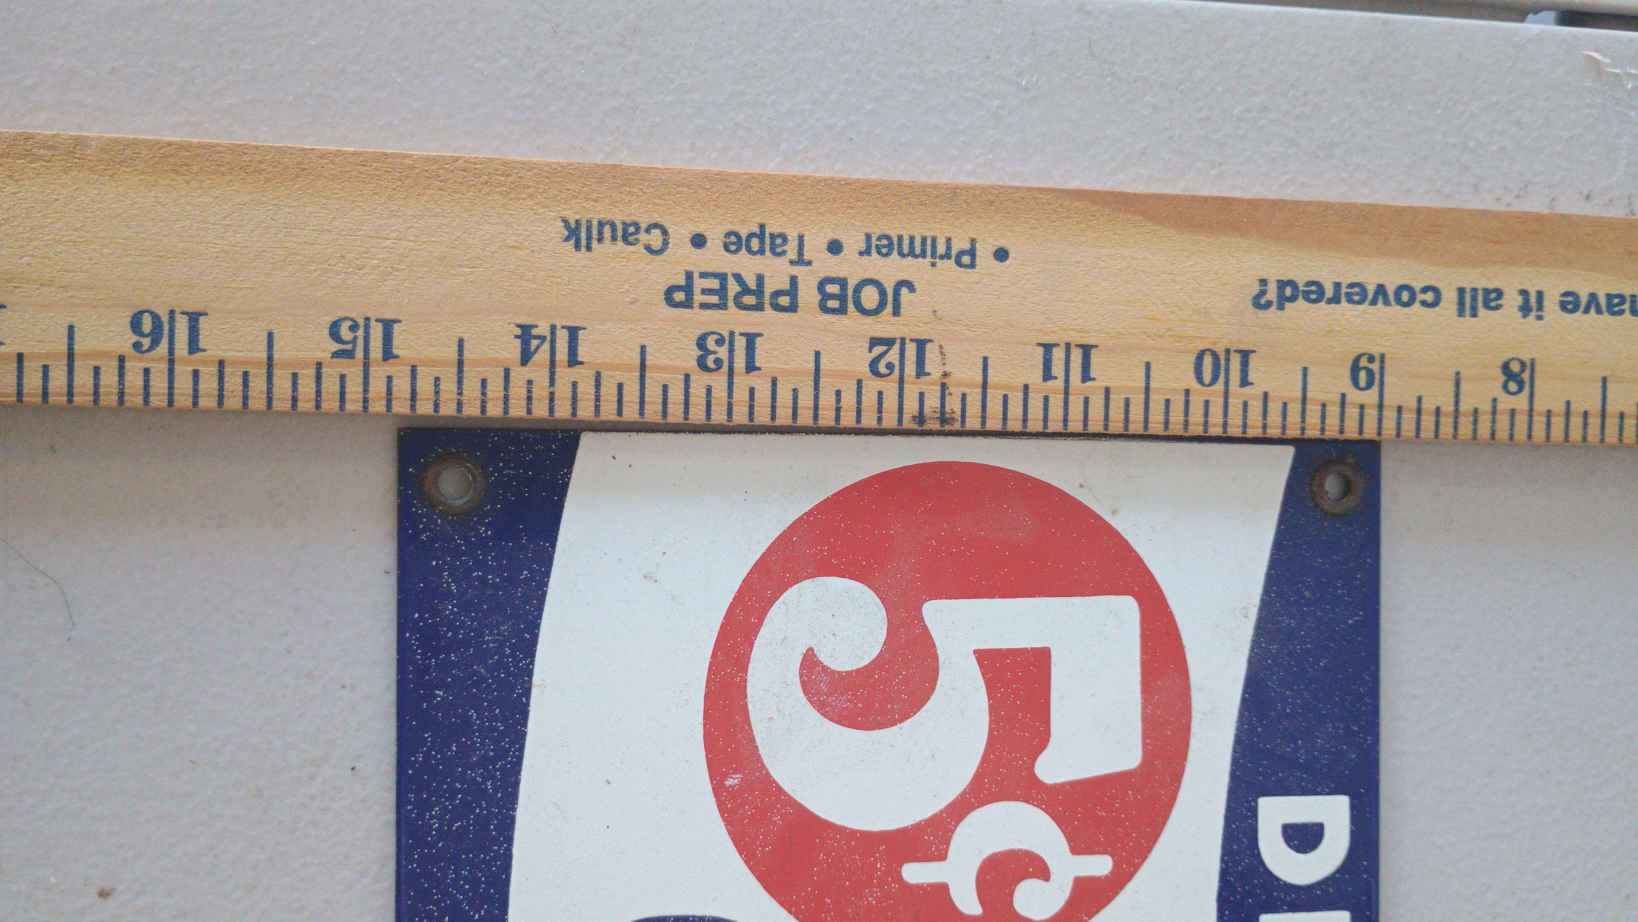 have it all covered?
JOB PREP
• Primer • Tape • Caulk
8 9 10 11 12 13 14 15 16
5¢
D